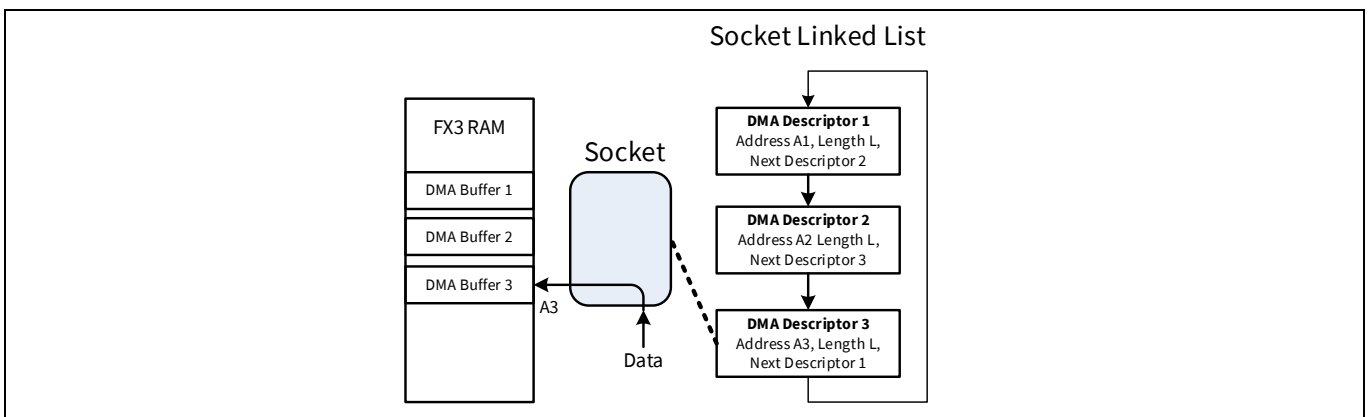 Socket Linked List
FX3 RAM
DMA Buffer 1
DMA Buffer 2
DMA Buffer 3
Socket
A3
Data
DMA Descriptor 1
Address A1, Length L,
Next Descriptor 2
DMA Descriptor 2
Address A2 Length L,
Next Descriptor 3
DMA Descriptor 3
Address A3, Length L,
Next Descriptor 1